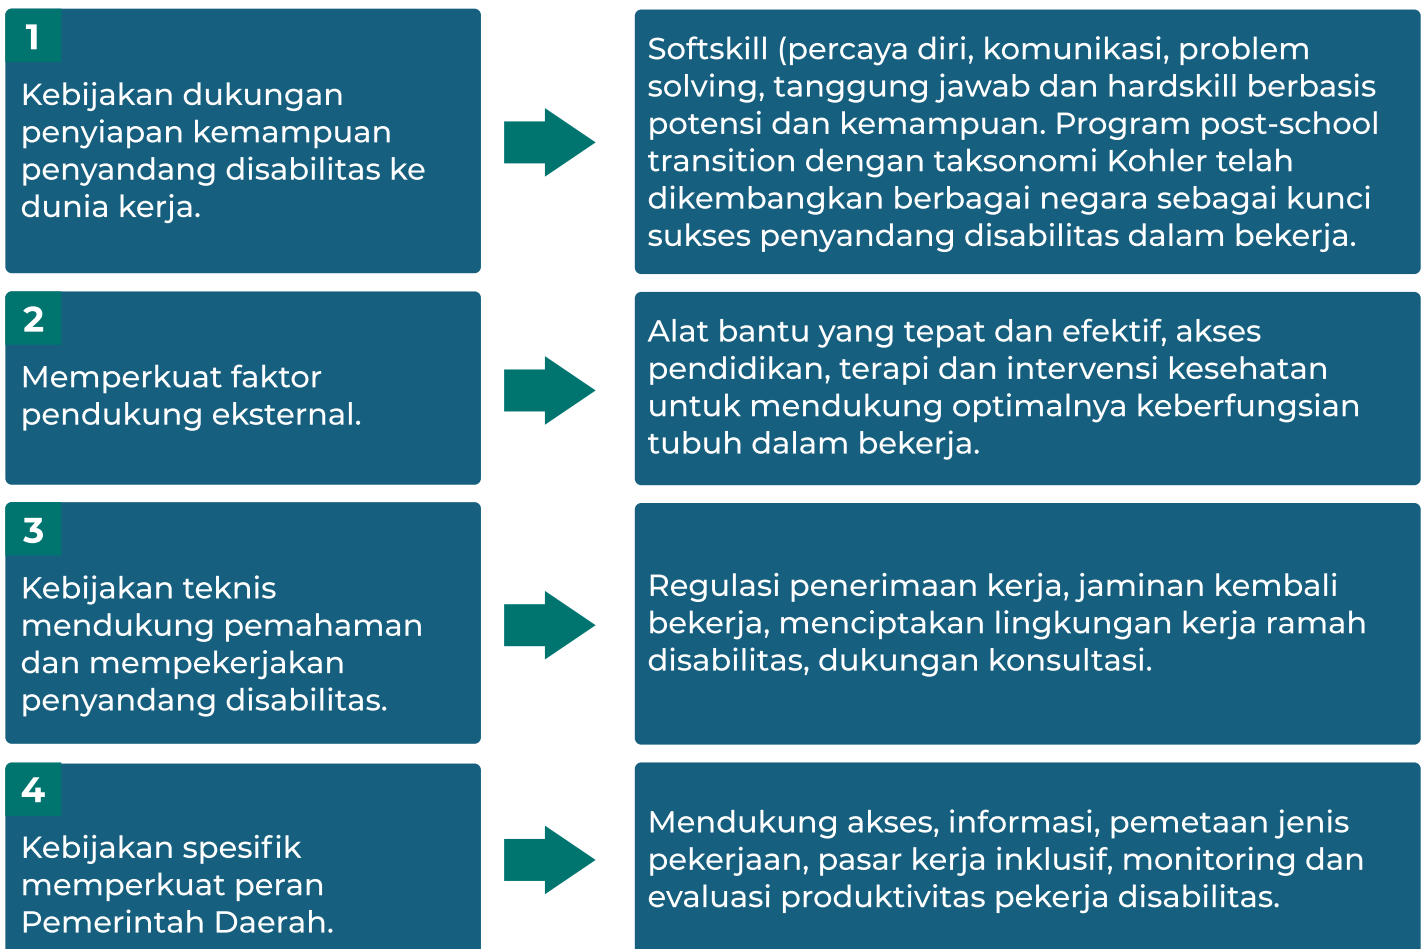 1
Kebijakan dukungan
penyiapan kemampuan
penyandang disabilitas ke
dunia kerja.
Softskill (percaya diri, komunikasi, problem
solving, tanggung jawab dan hardskill berbasis
potensi dan kemampuan. Program post-school
transition dengan taksonomi Kohler telah
dikembangkan berbagai negara sebagai kunci
sukses penyandang disabilitas dalam bekerja.
2
Memperkuat faktor
pendukung eksternal.
Alat bantu yang tepat dan efektif, akses
pendidikan, terapi dan intervensi kesehatan
untuk mendukung optimalnya keberfungsian
tubuh dalam bekerja.
3
Kebijakan teknis
mendukung pemahaman
dan mempekerjakan
penyandang disabilitas.
Regulasi penerimaan kerja, jaminan kembali
bekerja, menciptakan lingkungan kerja ramah
disabilitas, dukungan konsultasi.
4
Kebijakan spesifik
memperkuat peran
Pemerintah Daerah.
Mendukung akses, informasi, pemetaan jenis
pekerjaan, pasar kerja inklusif, monitoring dan
evaluasi produktivitas pekerja disabilitas.